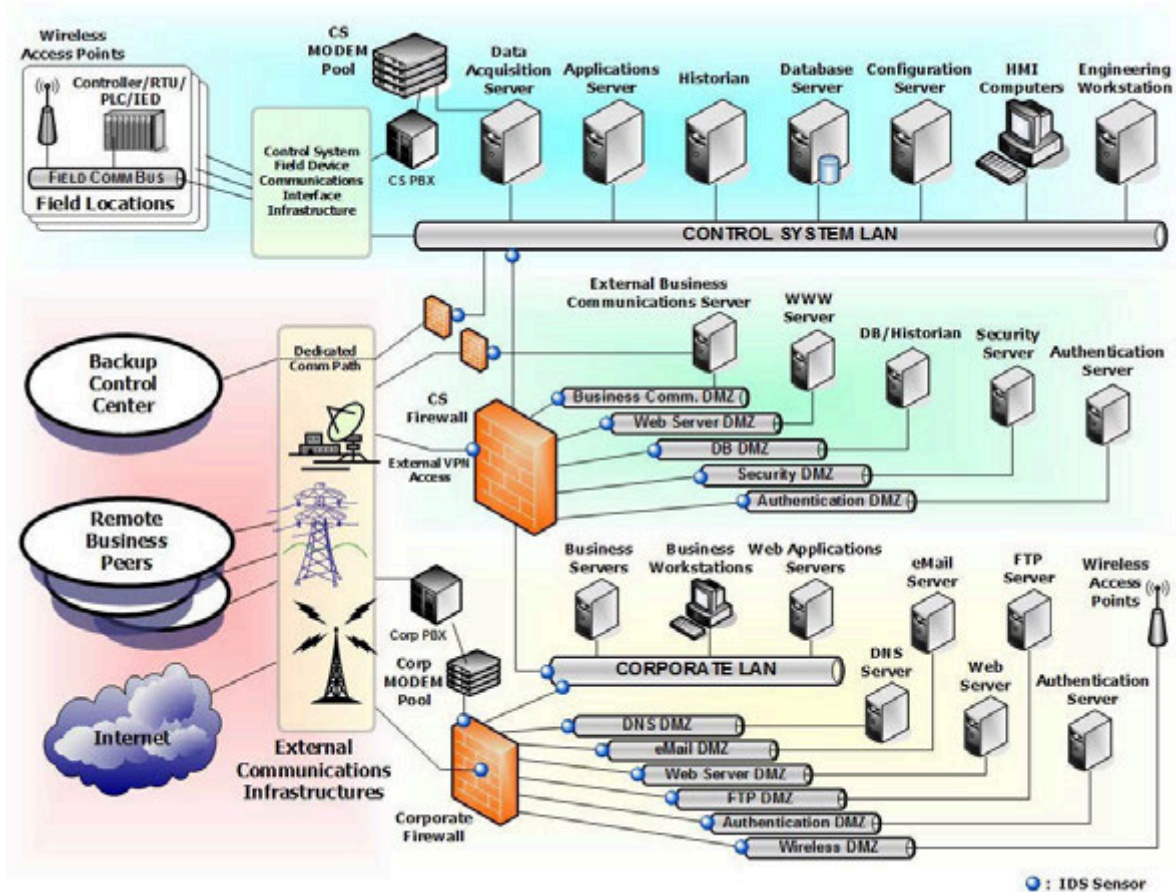 Wireless
Access Points
Controller/RTU/
PLC/IED
FIELD COMM BUS
Field Locations
Control System
Field Device
Communications
Interface
Infrastructure
CS
MODEM
Pool
CS PBX
Data
Acquisition
Server
Applications
Server
Historian
Database
Server
Configuration
Server
HMI
Computers
Engineering
Workstation
CONTROL SYSTEM LAN
Backup
Control
Center
Dedicated
Comm Path
External Business
Communications Server
WWW
Server
DB/Historian
Security
Server
Authentication
Server
CS
Firewall
External VPN
Access
Business Comm. DMZ
Web Server DMZ
DB DMZ
Security DMZ
Authentication DMZ
Remote
Business
Peers
Internet
External
Communications
Infrastructures
Corp PBX
Corp
MODEM
Pool
Business
Servers
Business
Workstations
Web Applications
Servers
CORPORATE LAN
eMail
Server
FTP
Server
Wireless
Access
Points
DNS
Server
Web
Server
Authentication
Server
Corporate
Firewall
DNS DMZ
eMail DMZ
Web Server DMZ
FTP DMZ
Authentication DMZ
Wireless DMZ
: IDS Sensor